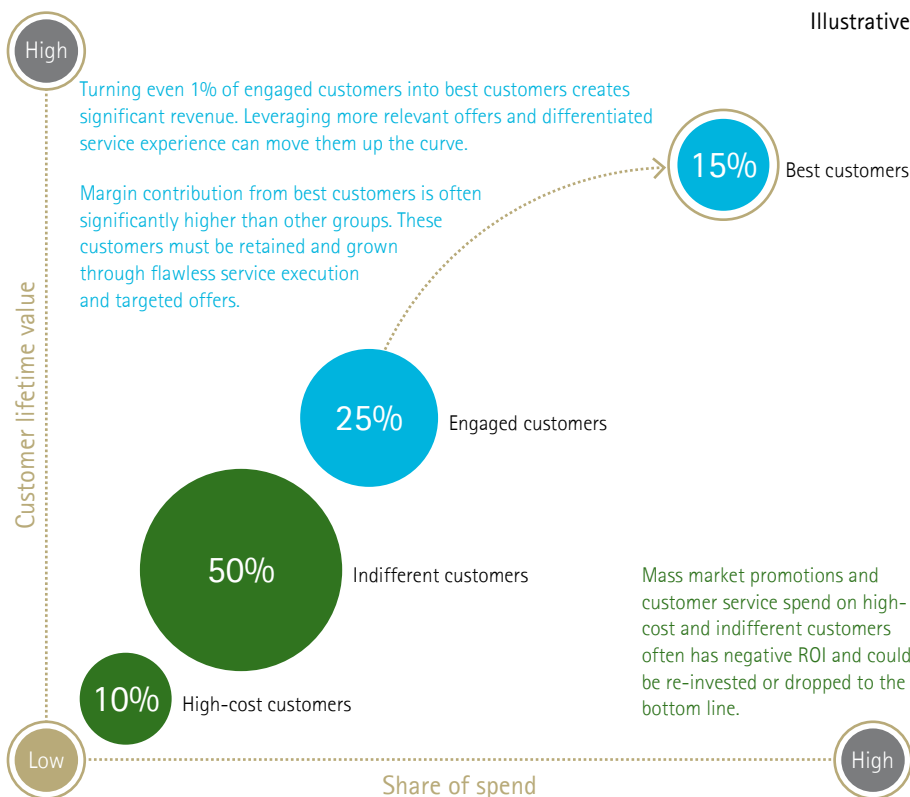 Illustrative
High
Turning even 1% of engaged customers into best customers creates
significant revenue. Leveraging more relevant offers and differentiated
service experience can move them up the curve.
15%
Best customers
Margin contribution from best customers is often
significantly higher than other groups. These
customers must be retained and grown
through flawless service execution
and targeted offers.
Customer lifetime value
25%
Engaged customers
50%
Indifferent customers
Mass market promotions and
customer service spend on high-
cost and indifferent customers
often has negative ROI and could
be re-invested or dropped to the
bottom line.
10%
High-cost customers
Low
High
Share of spend